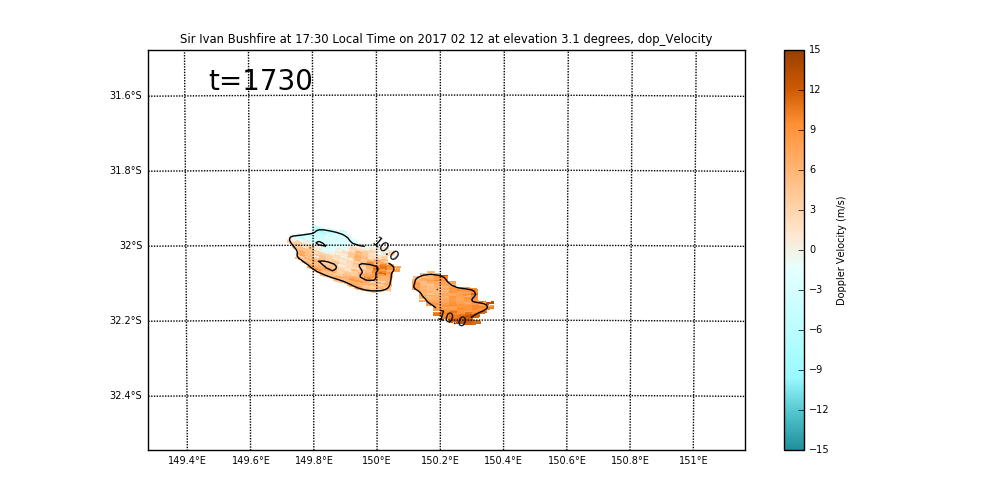 Sir Ivan Bushfire at 17:30 Local Time on 2017 02 12 at elevation 3.1 degrees, dop_Velocity
t=1730
31.6°S
31.8°S
32°S
32.2°S
32.4°S
10.0
10.0
149.4°E 149.6°E 149.8°E 150°E 150.2°E 150.4°E 150.6°E 150.8°E 151°E
15
12
9
6
3
0
−3
−6
−9
−12
−15
Doppler Velocity (m/s)